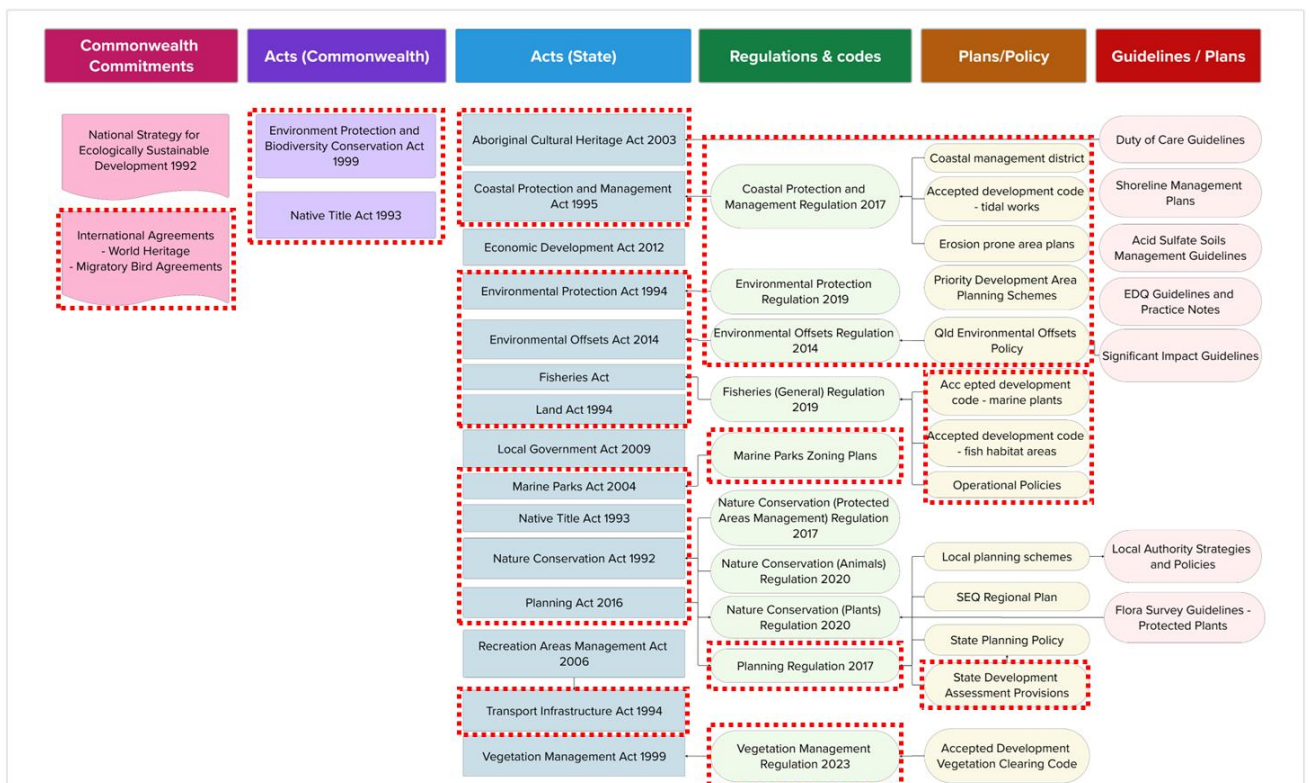 Commonwealth
Commitments
Acts (Commonwealth)
Acts (State)
Regulations & codes
Plans/Policy
Guidelines / Plans
National Strategy for
Ecologically Sustainable
Development 1992
International Agreements
- World Heritage
- Migratory Bird Agreements
Environment Protection and
Biodiversity Conservation Act
1999
Native Title Act 1993
Aboriginal Cultural Heritage Act 2003
Coastal Protection and Management
Act 1995
Economic Development Act 2012
Environmental Protection Act 1994
Environmental Offsets Act 2014
Fisheries Act
Land Act 1994
Local Government Act 2009
Marine Parks Act 2004
Native Title Act 1993
Nature Conservation Act 1992
Planning Act 2016
Recreation Areas Management Act
2006
Transport Infrastructure Act 1994
Vegetation Management Act 1999
Coastal Protection and
Management Regulation 2017
Environmental Protection
Regulation 2019
Environmental Offsets Regulation
2014
Fisheries (General) Regulation
2019
Marine Parks Zoning Plans
Nature Conservation (Protected
Areas Management) Regulation
2017
Nature Conservation (Animals)
Regulation 2020
Nature Conservation (Plants)
Regulation 2020
Planning Regulation 2017
Vegetation Management
Regulation 2023
Coastal management district
Accepted development code
- tidal works
Erosion prone area plans
Priority Development Area
Planning Schemes
Qld Environmental Offsets
Policy
Acc epted development
code - marine plants
Accepted development code
- fish habitat areas
Operational Policies
Local planning schemes
SEQ Regional Plan
State Planning Policy
State Development
Assessment Provisions
Accepted Development
Vegetation Clearing Code
Duty of Care Guidelines
Shoreline Management
Plans
Acid Sulfate Soils
Management Guidelines
EDQ Guidelines and
Practice Notes
Significant Impact Guidelines
Local Authority Strategies
and Policies
Flora Survey Guidelines -
Protected Plants